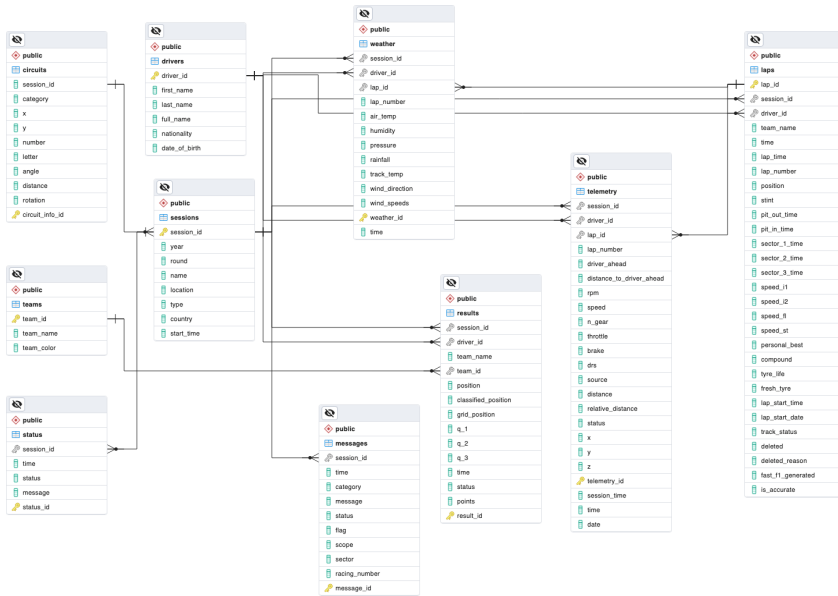 public
circuits
session_id
category
x
y
number
letter
angle
distance
rotation
circuit_info_id
public
drivers
driver_id
first_name
last_name
full_name
nationality
date_of_birth
public
weather
session_id
driver_id
lap_id
lap_number
air_temp
humidity
pressure
rainfall
track_temp
wind_direction
wind_speeds
weather_id
time
public
laps
lap_id
session_id
driver_id
team_name
time
lap_time
lap_number
position
stint
pit_out_time
pit_in_time
sector_1_time
sector_2_time
sector_3_time
speed_i1
speed_i2
speed_fl
speed_st
personal_best
compound
tyre_life
fresh_tyre
lap_start_time
lap_start_date
track_status
deleted
deleted_reason
fast_f1_generated
is_accurate
public
sessions
session_id
year
round
name
location
type
country
start_time
public
telemetry
session_id
driver_id
lap_id
lap_number
driver_ahead
distance_to_driver_ahead
rpm
speed
n_gear
throttle
brake
drs
source
distance
relative_distance
status
x
y
z
telemetry_id
session_time
time
date
public
teams
team_id
team_name
team_color
public
results
session_id
driver_id
team_name
team_id
position
classified_position
grid_position
q_1
q_2
q_3
time
status
points
result_id
public
status
session_id
time
status
message
status_id
public
messages
session_id
time
category
message
status
flag
scope
sector
racing_number
message_id